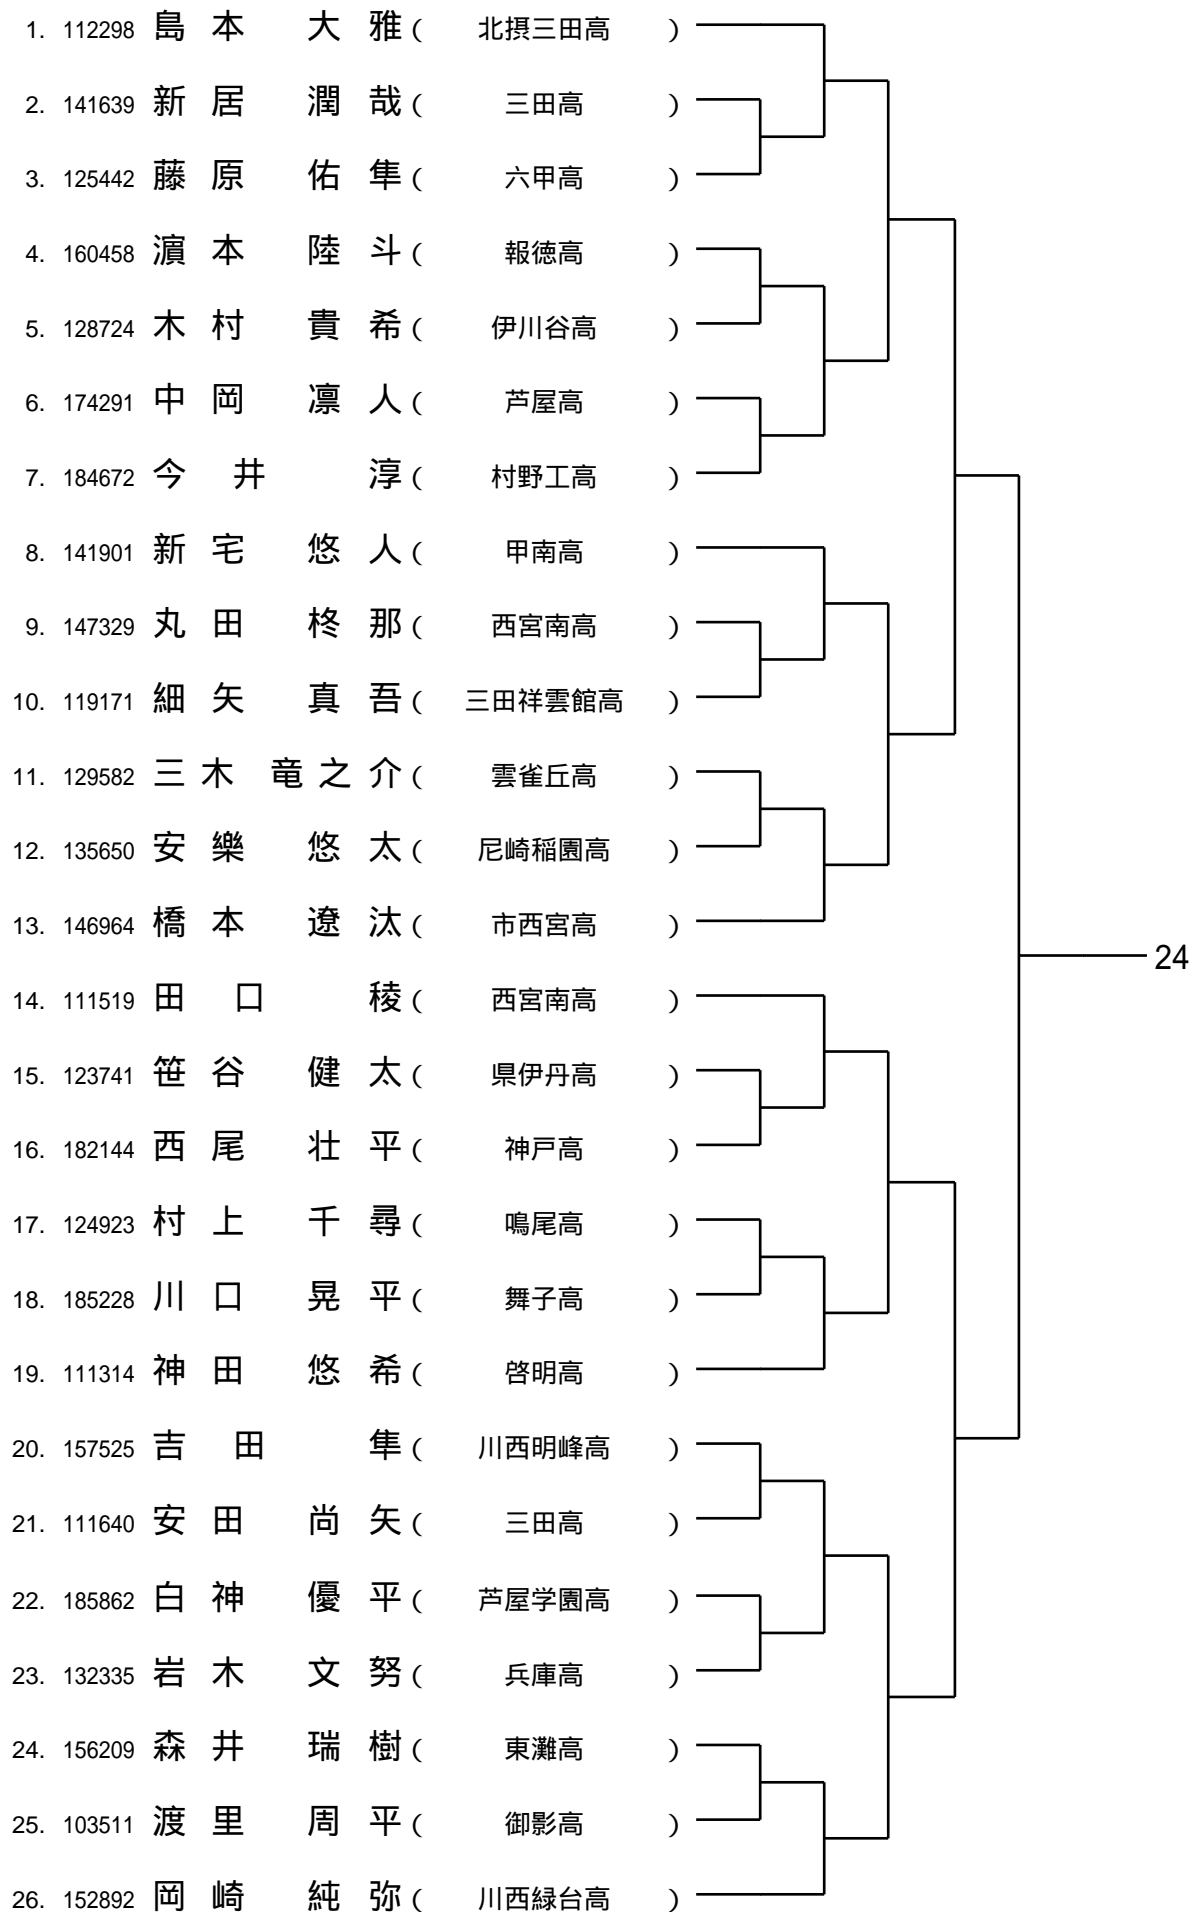 1. 112298 島 本 大 雅 ( 北摂三田高 )
2. 141639 新 居 潤 哉 ( 三田高 )
3. 125442 藤 原 佑 隼 ( 六甲高 )
4. 160458 濵 本 陸 斗 ( 報徳高 )
5. 128724 木 村 貴 希 ( 伊川谷高 )
6. 174291 中 岡 凛 人 ( 芦屋高 )
7. 184672 今 井 淳 ( 村野工高 )
8. 141901 新 宅 悠 人 ( 甲南高 )
9. 147329 丸 田 柊 那 ( 西宮南高 )
10. 119171 細 矢 真 吾 ( 三田祥雲館高 )
11. 129582 三 木 竜 之 介 ( 雲雀丘高 )
12. 135650 安 樂 悠 太 ( 尼崎稲園高 )
13. 146964 橋 本 遼 汰 ( 市西宮高 )
24
14. 111519 田 口 稜 ( 西宮南高 )
15. 123741 笹 谷 健 太 ( 県伊丹高 )
16. 182144 西 尾 壮 平 ( 神戸高 )
17. 124923 村 上 千 尋 ( 鳴尾高 )
18. 185228 川 口 晃 平 ( 舞子高 )
19. 111314 神 田 悠 希 ( 啓明高 )
20. 157525 吉 田 隼 ( 川西明峰高 )
21. 111640 安 田 尚 矢 ( 三田高 )
22. 185862 白 神 優 平 ( 芦屋学園高 )
23. 132335 岩 木 文 努 ( 兵庫高 )
24. 156209 森 井 瑞 樹 ( 東灘高 )
25. 103511 渡 里 周 平 ( 御影高 )
26. 152892 岡 崎 純 弥 ( 川西緑台高 )